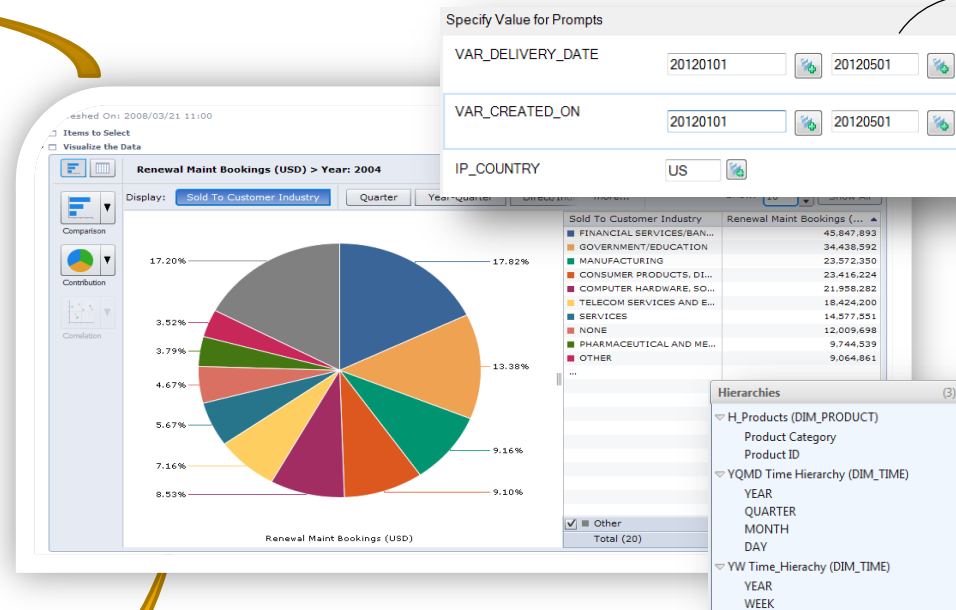 Specify Value for Prompts
VAR_DELIVERY_DATE 20120101 20120501
VAR_CREATED_ON 20120101 20120501
IP_COUNTRY US
On: 2008/03/21 11:00
Items to Select
Visualize the Data
Renewal Maint Bookings (USD) > Year: 2004
Display: Sold To Customer Industry Quarter Year-Quarter
Comparison
Contribution
Correlation
17.20%
3.52%
3.79%
4.67%
5.67%
7.16%
8.53%
17.82%
13.38%
9.16%
9.10%
Renewal Maint Bookings (USD)
Sold To Customer Industry Renewal Maint Bookings (...
FINANCIAL SERVICES/BAN... 45,847,893
GOVERNMENT/EDUCATION 34,438,592
MANUFACTURING 23,572,350
CONSUMER PRODUCTS, DI... 23,416,224
COMPUTER HARDWARE, SO... 21,958,282
TELECOM SERVICES AND E... 18,424,200
SERVICES 14,577,551
NONE 12,009,698
PHARMACEUTICAL AND ME... 9,744,539
OTHER 9,064,861
...
Other
Total (20)
Hierarchies (3)
H_Products (DIM_PRODUCT)
Product Category
Product ID
YQMD Time Hierarchy (DIM_TIME)
YEAR
QUARTER
MONTH
DAY
YW Time_Hierachy (DIM_TIME)
YEAR
WEEK